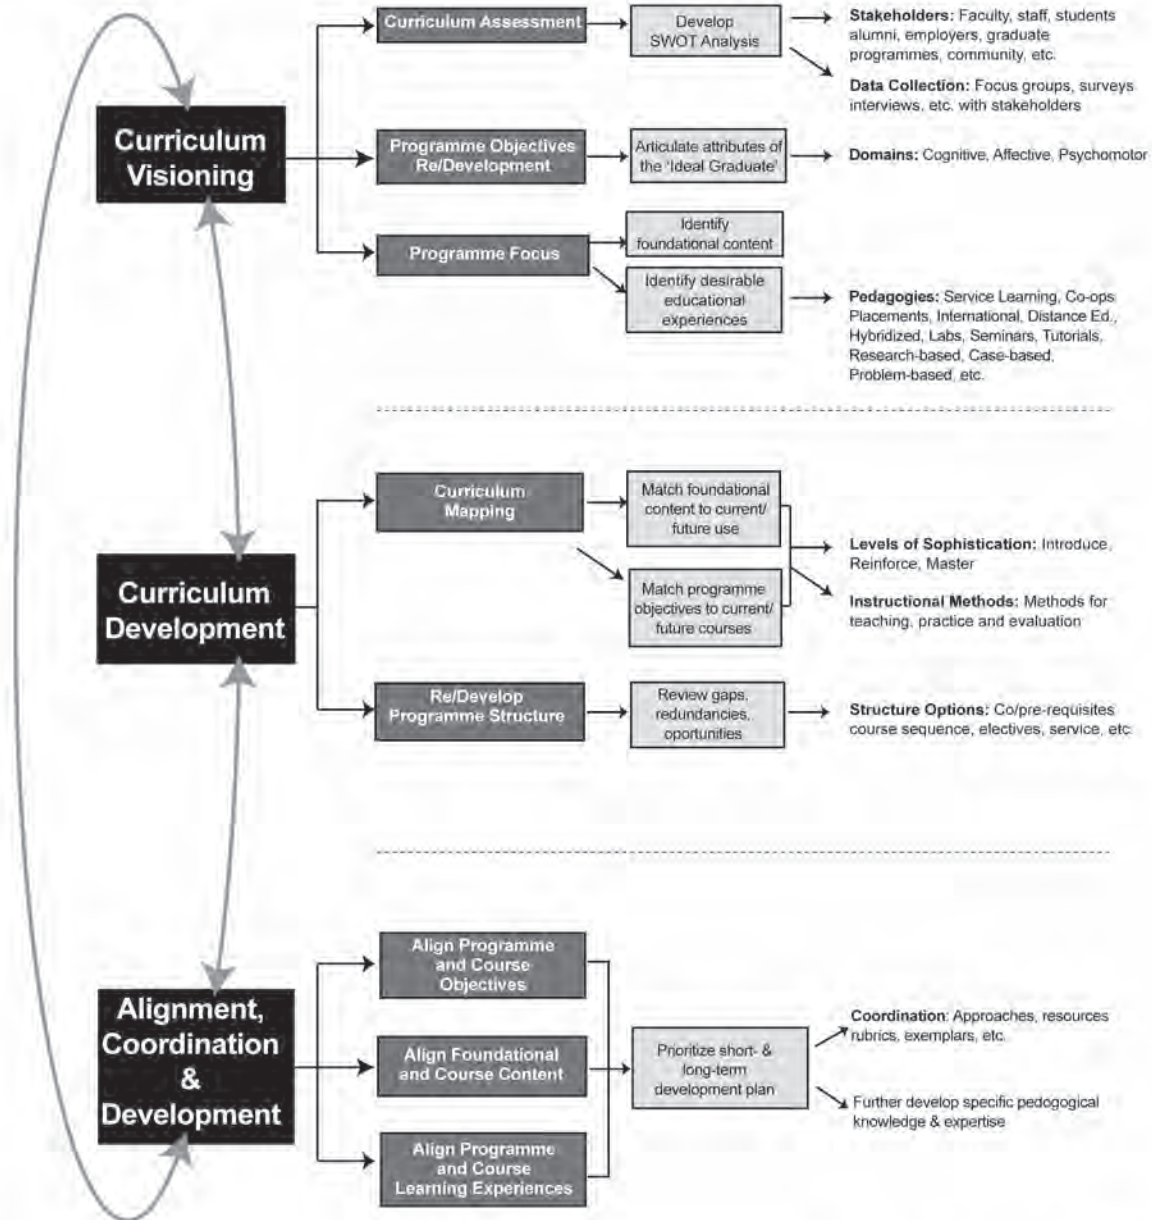 Curriculum Assessment
Develop
SWOT Analysis
Stakeholders: Faculty, staff, students
alumni, employers, graduate
programmes, community, etc.
Data Collection: Focus groups, surveys
interviews, etc. with stakeholders
Curriculum
Visioning
Programme Objectives
Re/Development
Articulate attributes of
the 'Ideal Graduate'
Domains: Cognitive, Affective, Psychomotor
Programme Focus
Identify
foundational content
Identify desirable
educational
experiences
Pedagogies: Service Learning, Co-ops
Placements, International, Distance Ed.,
Hybridized, Labs, Seminars, Tutorials,
Research-based, Case-based,
Problem-based, etc.
Curriculum
Mapping
Match foundational
content to current/
future use
Levels of Sophistication: Introduce,
Reinforce, Master
Curriculum
Development
Match programme
objectives to current/
future courses
Instructional Methods: Methods for
teaching, practice and evaluation
Re/Develop
Programme Structure
Review gaps,
redundancies,
oportunities
Structure Options: Co/pre-requisites
course sequence, electives, service, etc
Align Programme
and Course
Objectives
Alignment,
Coordination
&
Development
Align Foundational
and Course Content
Prioritize short- &
long-term
development plan
Coordination: Approaches, resources
rubrics, exemplars, etc.
Further develop specific pedogogical
knowledge & expertise
Align Programme
and Course
Learning Experiences